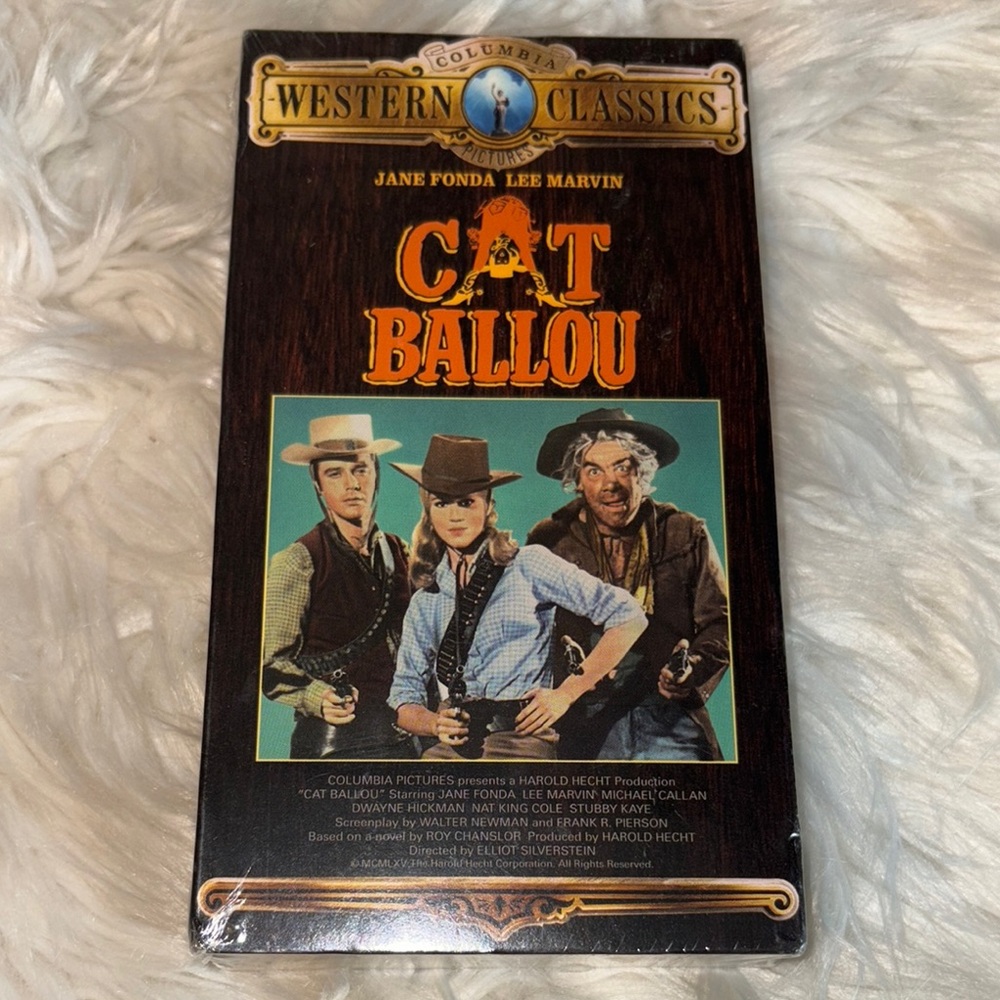 COLUMBIA
WESTERN CLASSICS
PICTURES
JANE FONDA LEE MARVIN
CAT
BALLOU
COLUMBIA PICTURES presents a HAROLD HECHT Production
"CAT BALLOU" Starring JANE FONDA LEE MARVIN MICHAEL CALLAN
DWAYNE HICKMAN NAT KING COLE STUBBY KAYE
Screenplay by WALTER NEWMAN and FRANK R. PIERSON
Based on a novel by ROY CHANSLOR Produced by HAROLD HECHT
Directed by ELLIOT SILVERSTEIN
© MCMLXV The Harold Hecht Corporation. All Rights Reserved.